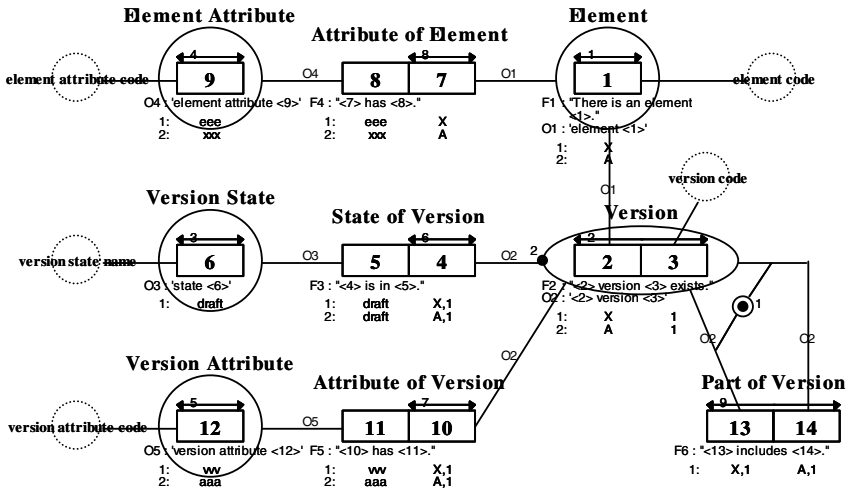 Element Attribute
Attribute of Element
Element
4
8
1
element attribute code
9
O4
8 7
O1
1
element code
O4 : 'element attribute <9>'
F4 : "<7> has <8>."
F1 : "There is an element
<1>."
O1 : 'element <1>'
1: eee
2: xxx
1: eee X
2: xxx A
1: X
2: A
version code
O1
Version State
State of Version
Version
3
6
2
version state name
6
O3
5 4
O2
2
2 3
O3 : 'state <6>'
F3 : "<4> is in <5>."
F2 : "<2> version <3> exists."
O2 : '<2> version <3>'
1: draft
1: draft X,1
2: draft A,1
1: X 1
2: A 1
1
O2
O2
O2
Version Attribute
Attribute of Version
Part of Version
5
7
9
version attribute code
12
O5
11 10
13 14
O5 : 'version attribute <12>'
F5 : "<10> has <11>."
F6 : "<13> includes <14>."
1: vvv
2: aaa
1: vvv X,1
2: aaa A,1
1: X,1 A,1